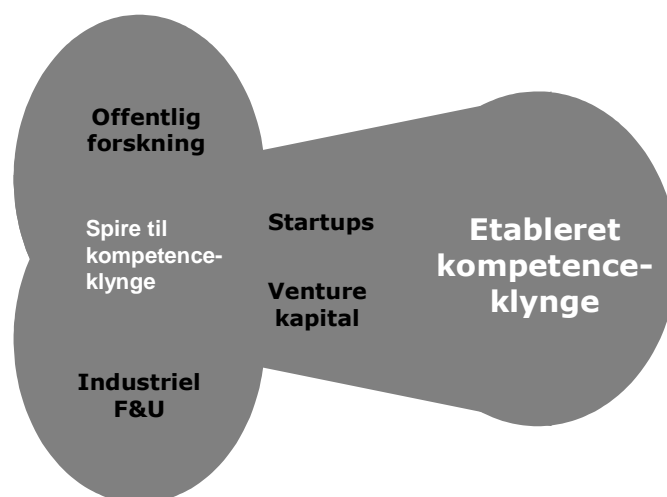 Offentlig
forskning
Spire til
kompetence-
klynge
Industriel
F&U
Startups
Venture
kapital
Etableret
kompetence-
klynge